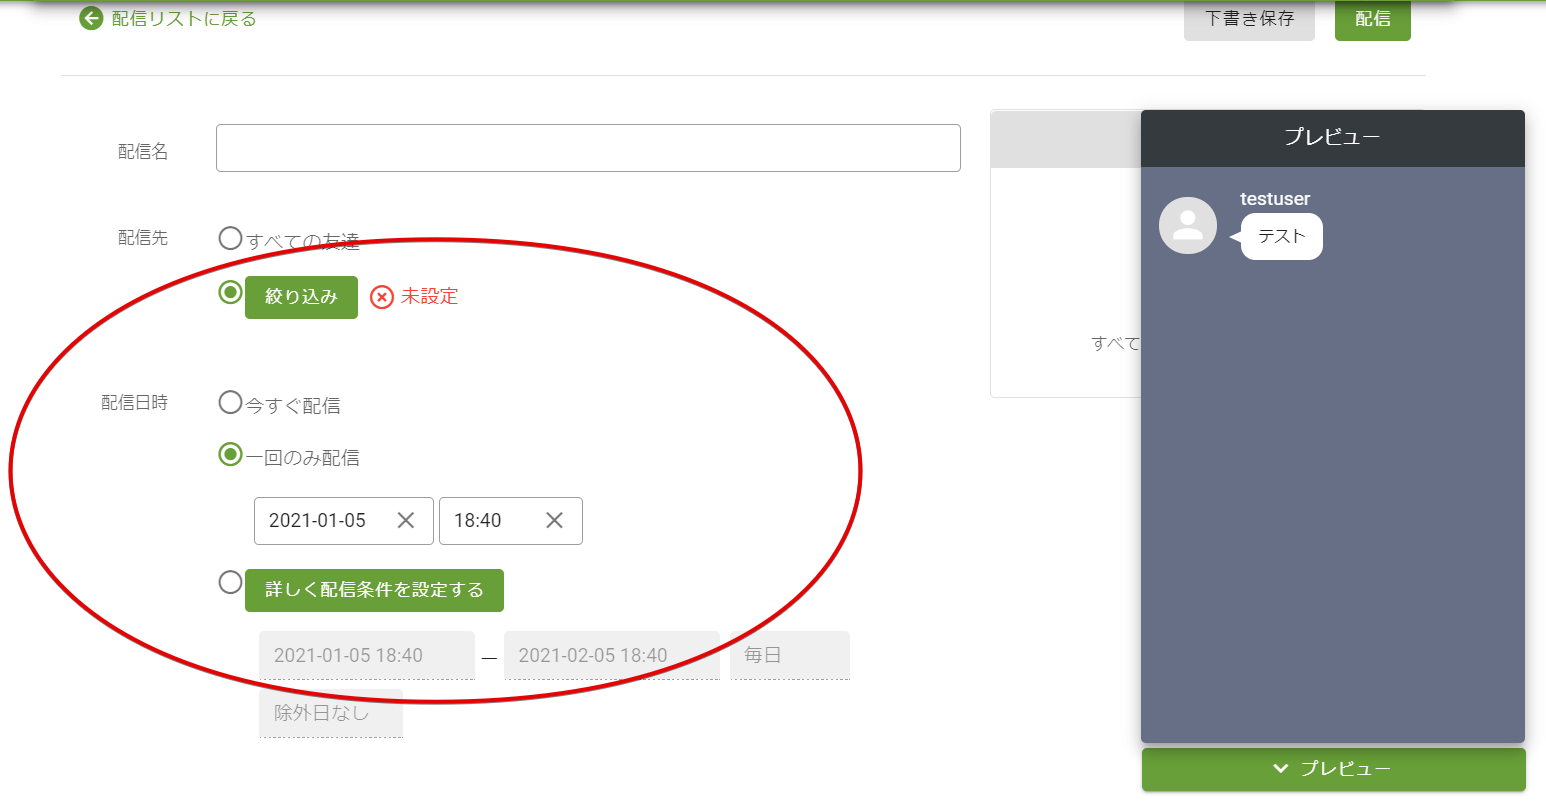 配信リストに戻る
下書き保存
配信
配信名
配信先
すべての友達
絞り込み
未設定
配信日時
今すぐ配信
一回のみ配信
2021-01-05
18:40
詳しく配信条件を設定する
2021-01-05 18:40 — 2021-02-05 18:40 毎日
除外日なし
すべて
プレビュー
testuser
テスト
プレビュー